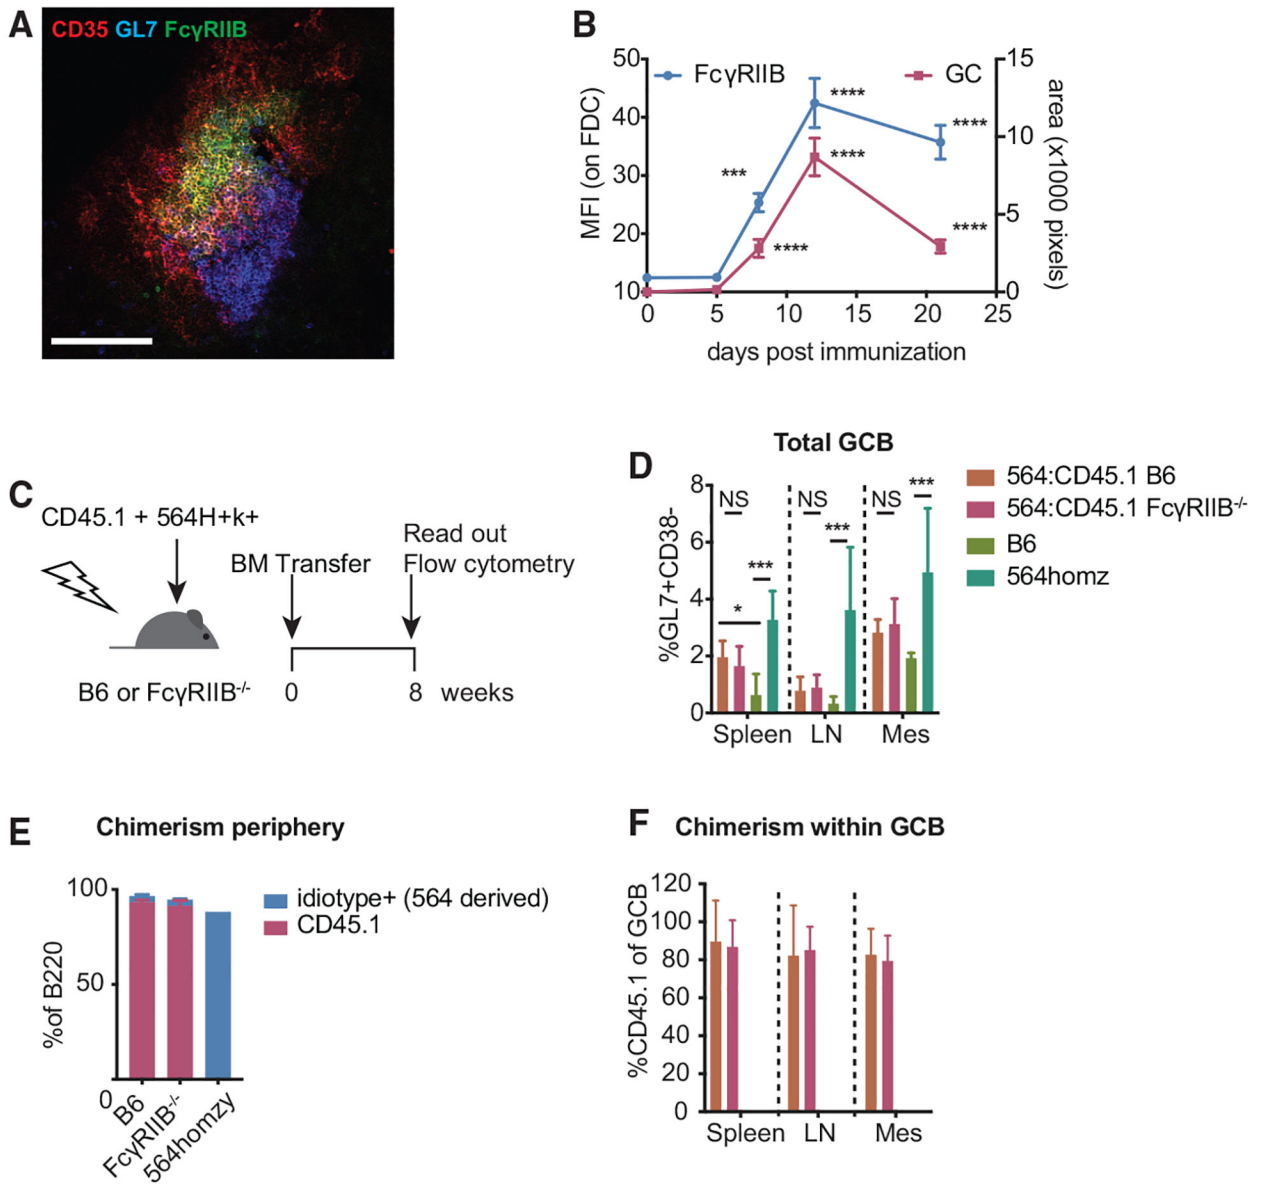 A
CD35 GL7 FcγRIIB
B
FcγRIIB
GC
MFI (on FDC)
50
40
30
20
10
15
10
5
0
area (x1000 pixels)
***
****
****
****
****
****
0 5 10 15 20 25
days post immunization
C
CD45.1 + 564H+k+
B6 or FcγRIIB-/-
BM Transfer
Read out
Flow cytometry
0 8 weeks
D
Total GCB
%GL7+CD38-
8
6
4
2
0
NS
*
***
NS
***
NS
***
Spleen LN Mes
564:CD45.1 B6
564:CD45.1 FcγRIIB-/-
B6
564homz
E
Chimerism periphery
%of B220
100
50
0
B6
FcγRIIB-/-
564homzy
idiotype+ (564 derived)
CD45.1
F
Chimerism within GCB
%CD45.1 of GCB
120
100
80
60
40
20
0
Spleen LN Mes